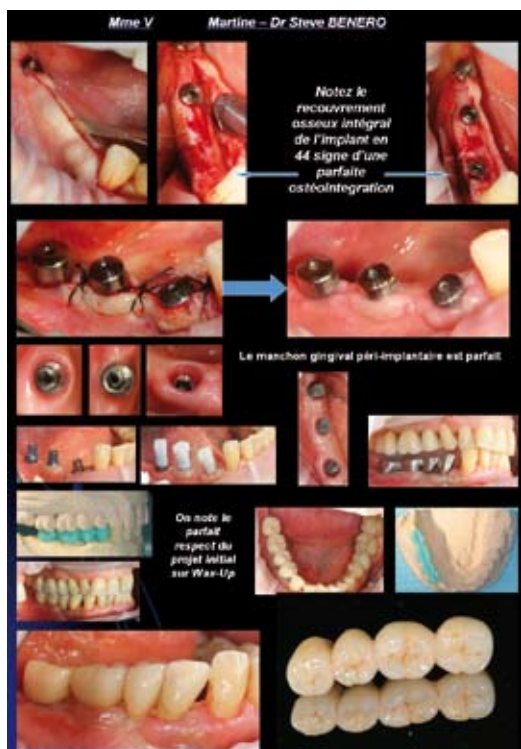 Mme V Martine – Dr Steve BENERO
Notez le
recouvrement
osseux intégral
de l'implant en
44 signe d'une
parfaite
ostéointegration
Le manchon gingival péri-implantaire est parfait
On note le
parfait
respect du
projet initial
sur Wax-Up